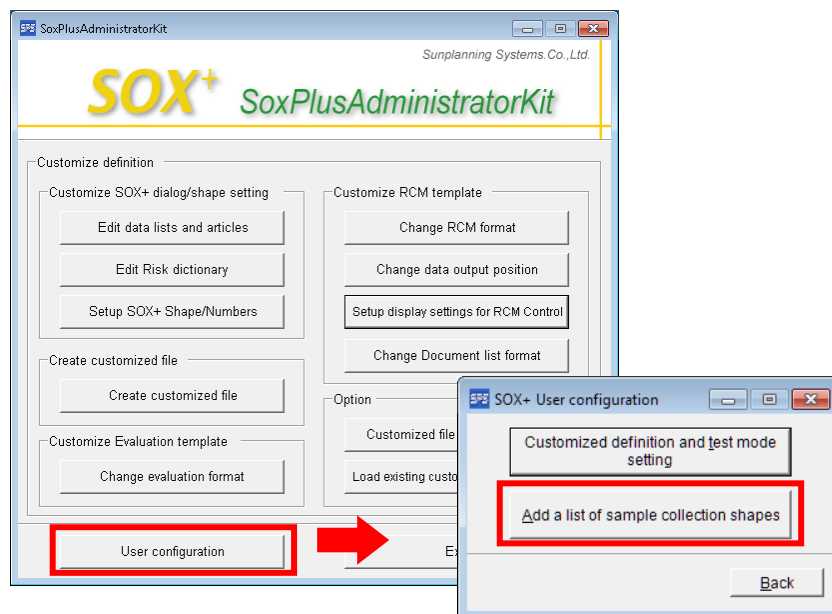 SPS SoxPlusAdministratorKit
Sunplanning Systems.Co.,Ltd.
SOX+ SoxPlusAdministratorKit
Customize definition
Customize SOX+ dialog/shape setting
Edit data lists and articles
Edit Risk dictionary
Setup SOX+ Shape/Numbers
Create customized file
Create customized file
Customize Evaluation template
Change evaluation format
Customize RCM template
Change RCM format
Change data output position
Setup display settings for RCM Control
Change Document list format
Option
Customized file
Load existing custo
User configuration
Ex
SPS SOX+ User configuration
Customized definition and test mode
setting
Add a list of sample collection shapes
Back